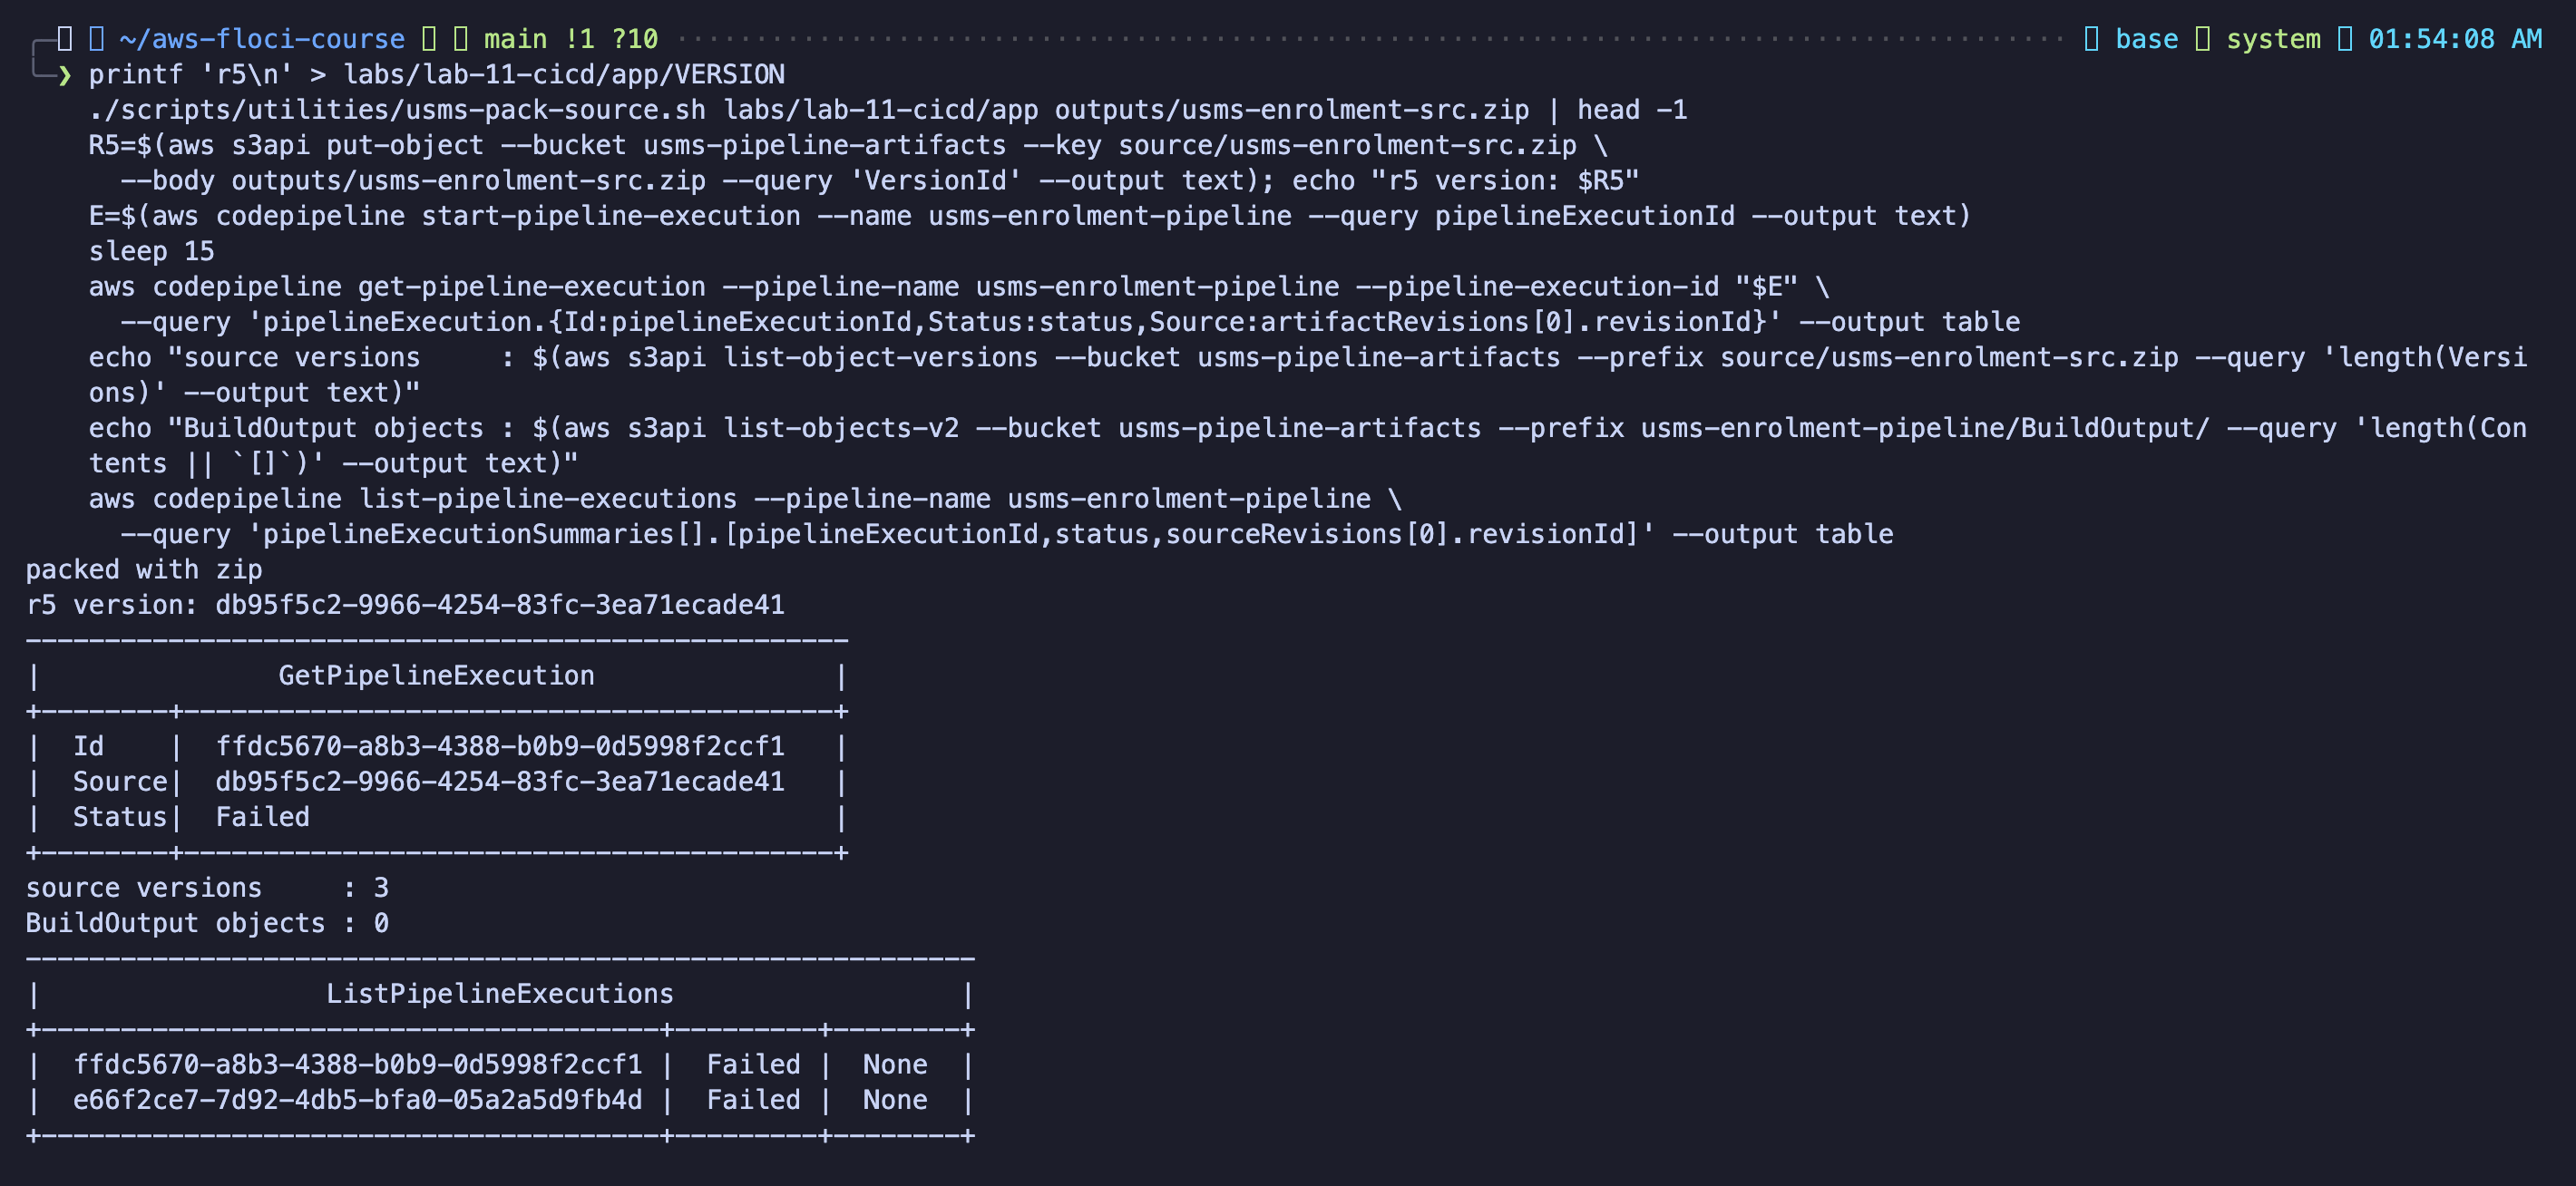 ~/aws-floci-course main !1 ?10 base system 01:54:08 AM
❯ printf 'r5\n' > labs/lab-11-cicd/app/VERSION
./scripts/utilities/usms-pack-source.sh labs/lab-11-cicd/app outputs/usms-enrolment-src.zip | head -1
R5=$(aws s3api put-object --bucket usms-pipeline-artifacts --key source/usms-enrolment-src.zip \
--body outputs/usms-enrolment-src.zip --query 'VersionId' --output text); echo "r5 version: $R5"
E=$(aws codepipeline start-pipeline-execution --name usms-enrolment-pipeline --query pipelineExecutionId --output text)
sleep 15
aws codepipeline get-pipeline-execution --pipeline-name usms-enrolment-pipeline --pipeline-execution-id "$E" \
--query 'pipelineExecution.{Id:pipelineExecutionId,Status:status,Source:artifactRevisions[0].revisionId}' --output table
echo "source versions     : $(aws s3api list-object-versions --bucket usms-pipeline-artifacts --prefix source/usms-enrolment-src.zip --query 'length(Versi
ons)' --output text)"
echo "BuildOutput objects : $(aws s3api list-objects-v2 --bucket usms-pipeline-artifacts --prefix usms-enrolment-pipeline/BuildOutput/ --query 'length(Con
tents || `[]`)' --output text)"
aws codepipeline list-pipeline-executions --pipeline-name usms-enrolment-pipeline \
--query 'pipelineExecutionSummaries[].[pipelineExecutionId,status,sourceRevisions[0].revisionId]' --output table
packed with zip
r5 version: db95f5c2-9966-4254-83fc-3ea71ecade41
----------------------------------------------------
|               GetPipelineExecution               |
+--------+-----------------------------------------+
|  Id    |  ffdc5670-a8b3-4388-b0b9-0d5998f2ccf1   |
|  Source|  db95f5c2-9966-4254-83fc-3ea71ecade41   |
|  Status|  Failed                                 |
+--------+-----------------------------------------+
source versions     : 3
BuildOutput objects : 0
------------------------------------------------------------
|                  ListPipelineExecutions                  |
+---------------------------------------+---------+--------+
|  ffdc5670-a8b3-4388-b0b9-0d5998f2ccf1 |  Failed |  None  |
|  e66f2ce7-7d92-4db5-bfa0-05a2a5d9fb4d |  Failed |  None  |
+---------------------------------------+---------+--------+